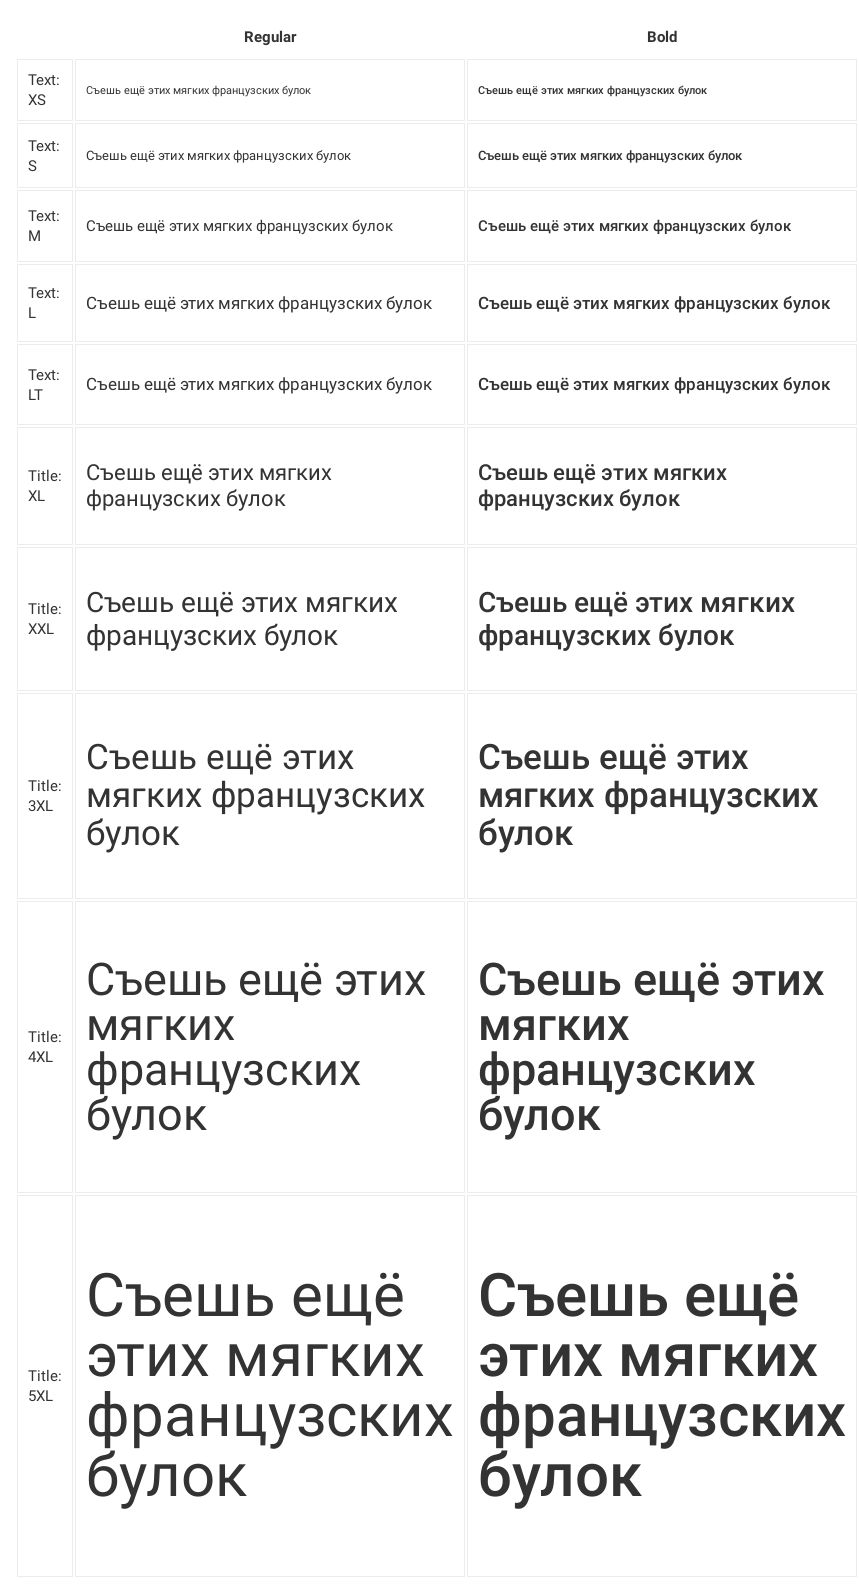 Regular Bold
Text: XS Съешь ещё этих мягких французских булок Съешь ещё этих мягких французских булок
Text: S Съешь ещё этих мягких французских булок Съешь ещё этих мягких французских булок
Text: M Съешь ещё этих мягких французских булок Съешь ещё этих мягких французских булок
Text: L Съешь ещё этих мягких французских булок Съешь ещё этих мягких французских булок
Text: LT Съешь ещё этих мягких французских булок Съешь ещё этих мягких французских булок
Title: XL
Съешь ещё этих мягких
французских булок
Съешь ещё этих мягких
французских булок
Title: XXL
Съешь ещё этих мягких
французских булок
Съешь ещё этих мягких
французских булок
Title: 3XL
Съешь ещё этих
мягких французских
булок
Съешь ещё этих
мягких французских
булок
Title: 4XL
Съешь ещё этих
мягких
французских
булок
Съешь ещё этих
мягких
французских
булок
Title: 5XL
Съешь ещё
этих мягких
французских
булок
Съешь ещё
этих мягких
французских
булок